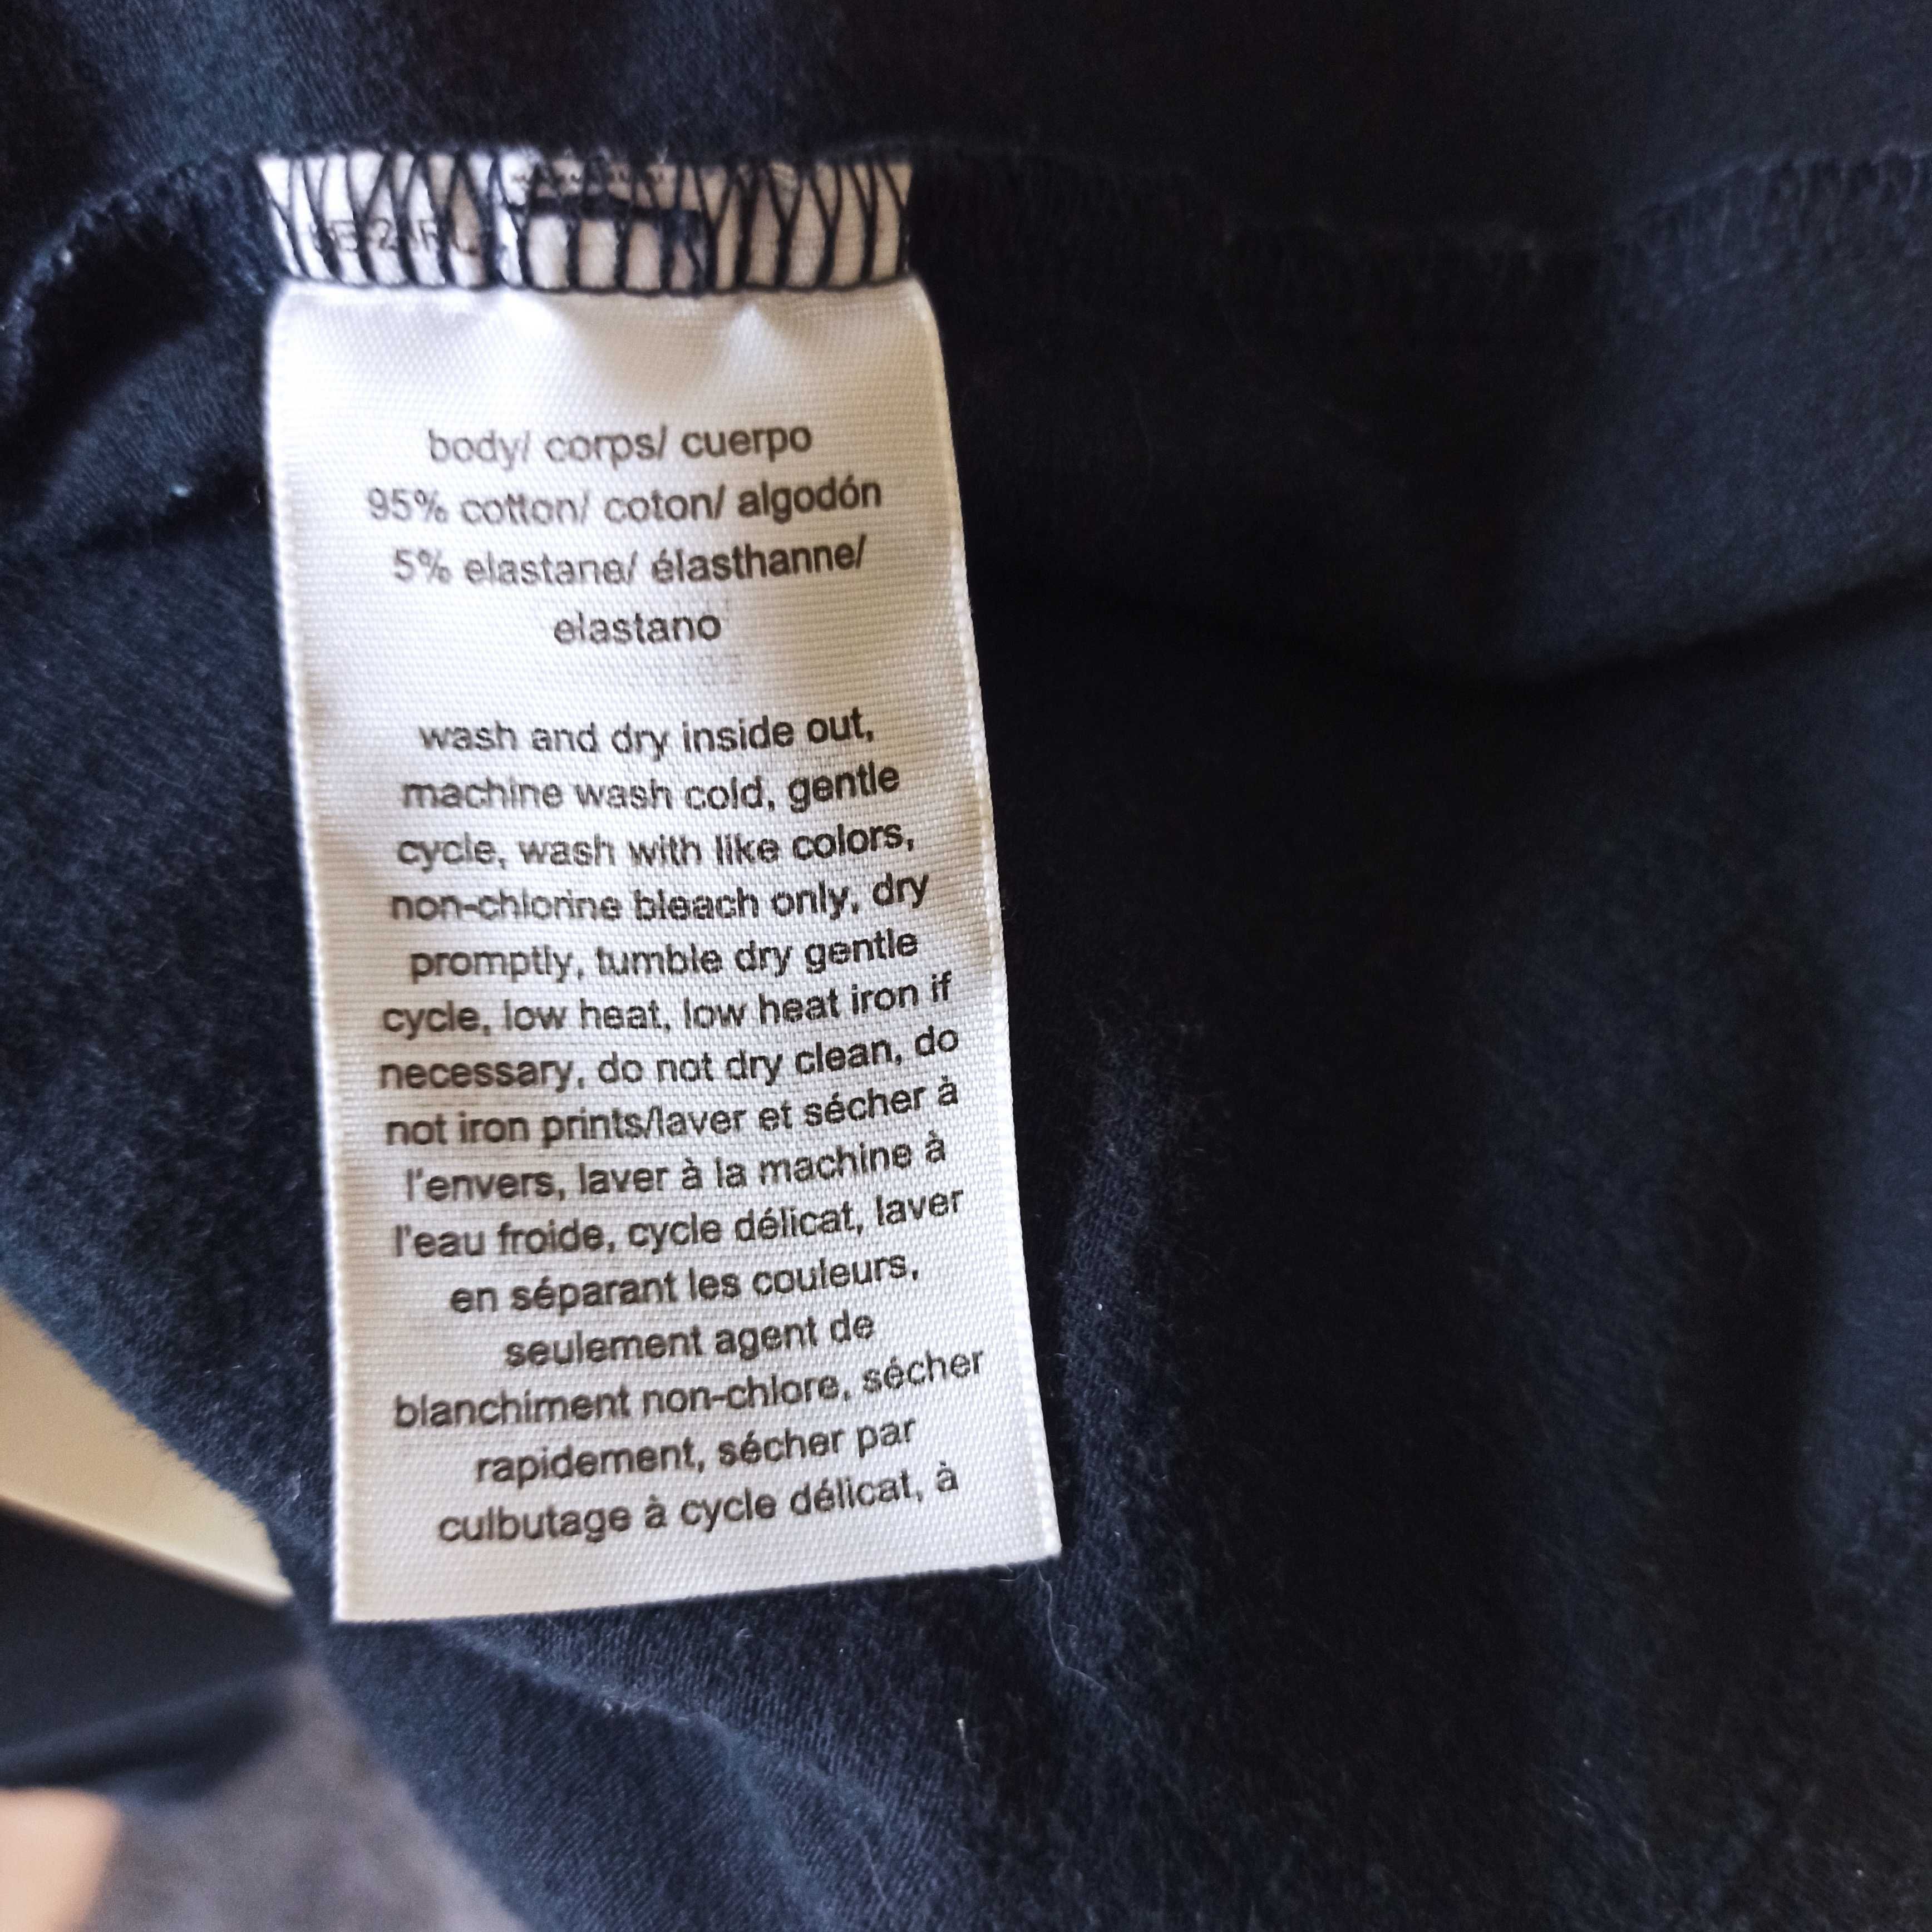 body/ corps/ cuerpo
95% cotton/ coton/ algodón
5% elastane/ élasthanne/
elastano
wash and dry inside out,
machine wash cold, gentle
cycle, wash with like colors,
non-chlorine bleach only, dry
promptly, tumble dry gentle
cycle, low heat, low heat iron if
necessary, do not dry clean, do
not iron prints/laver et sécher à
l'envers, laver à la machine à
l'eau froide, cycle délicat, laver
en séparant les couleurs,
seulement agent de
blanchiment non-chlore, sécher
rapidement, sécher par
culbutage à cycle délicat, à